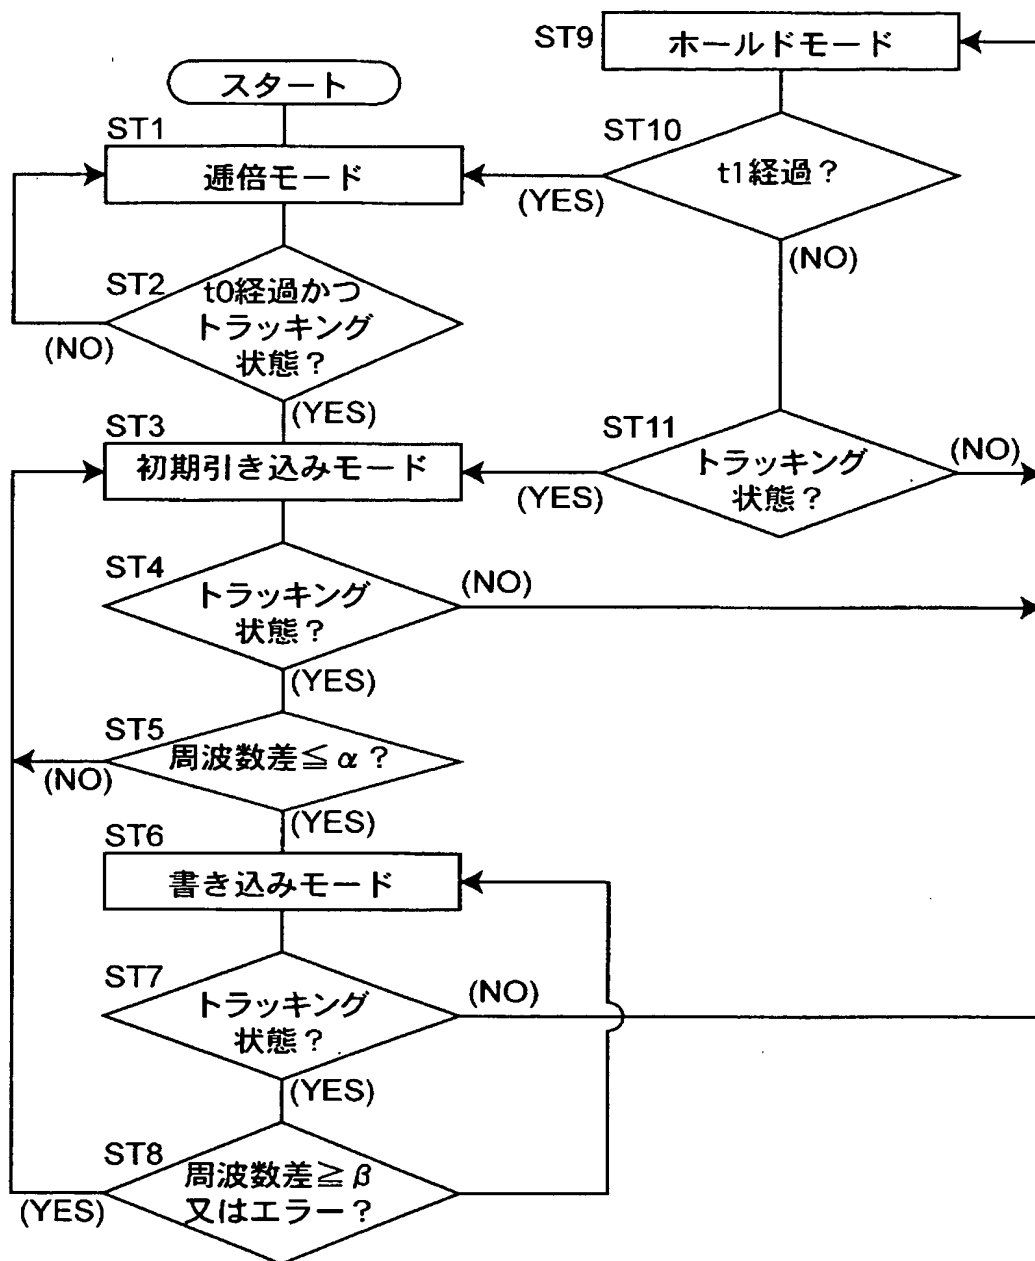 スタート
ST1
逓倍モード
ST2
t0経過かつ
トラッキング
状態？
(NO)
(YES)
ST3
初期引き込みモード
ST4
トラッキング
状態？
(NO)
(YES)
ST5
周波数差≦α？
(NO)
(YES)
ST6
書き込みモード
ST7
トラッキング
状態？
(NO)
(YES)
ST8
周波数差≧β
又はエラー？
(YES)
ST9
ホールドモード
ST10
t1経過？
(YES)
(NO)
ST11
トラッキング
状態？
(NO)
(YES)